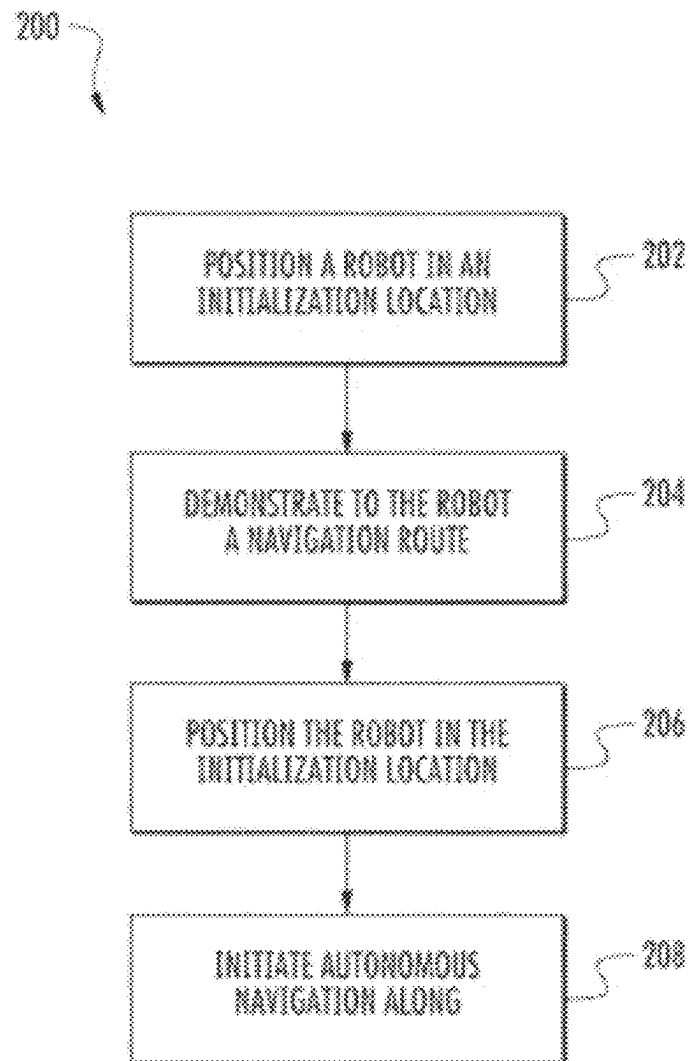 200
POSITION A ROBOT IN AN
INITIALIZATION LOCATION
202
DEMONSTRATE TO THE ROBOT
A NAVIGATION ROUTE
204
POSITION THE ROBOT IN THE
INITIALIZATION LOCATION
206
INITIATE AUTONOMOUS
NAVIGATION ALONG
208